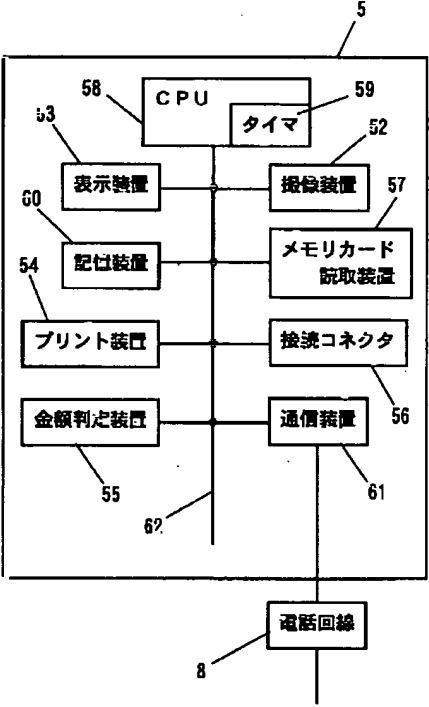 5
58
CPU
59
タイマ
53
52
表示装置
撮像装置
57
60
記憶装置
メモリカード
読取装置
54
プリント装置
接続コネクタ
56
金額判定装置
通信装置
55
61
62
電話回線
8